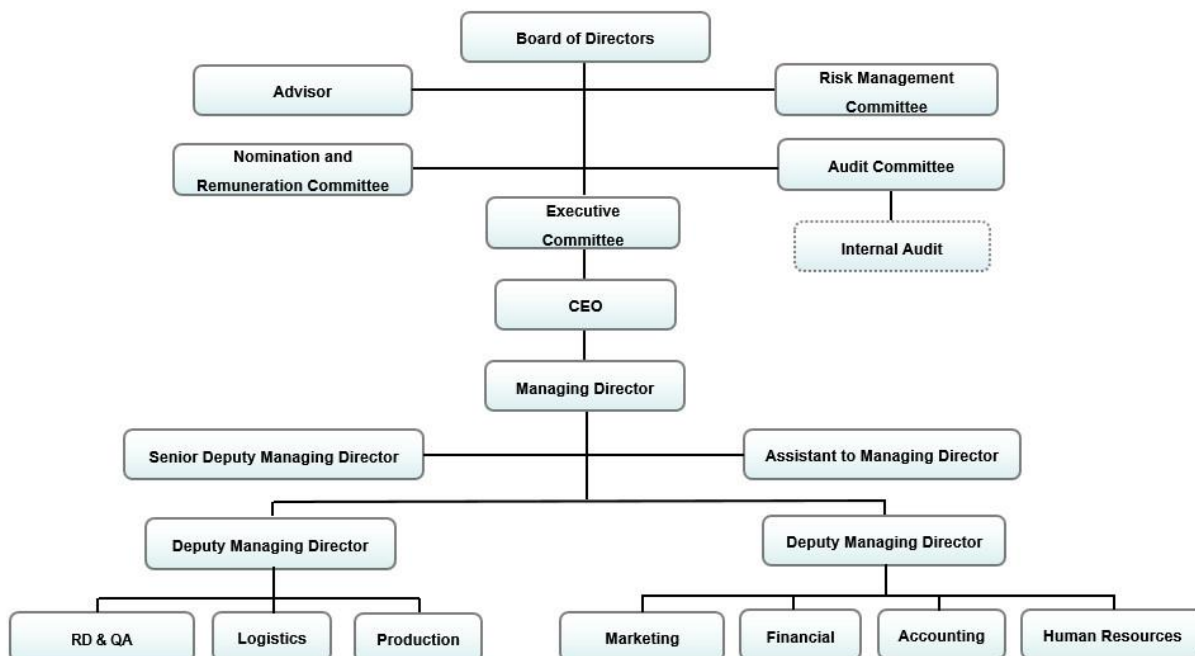 Board of Directors
Advisor
Risk Management
Committee
Nomination and
Remuneration Committee
Audit Committee
Executive
Committee
Internal Audit
CEO
Managing Director
Senior Deputy Managing Director
Assistant to Managing Director
Deputy Managing Director
Deputy Managing Director
RD & QA
Logistics
Production
Marketing
Financial
Accounting
Human Resources